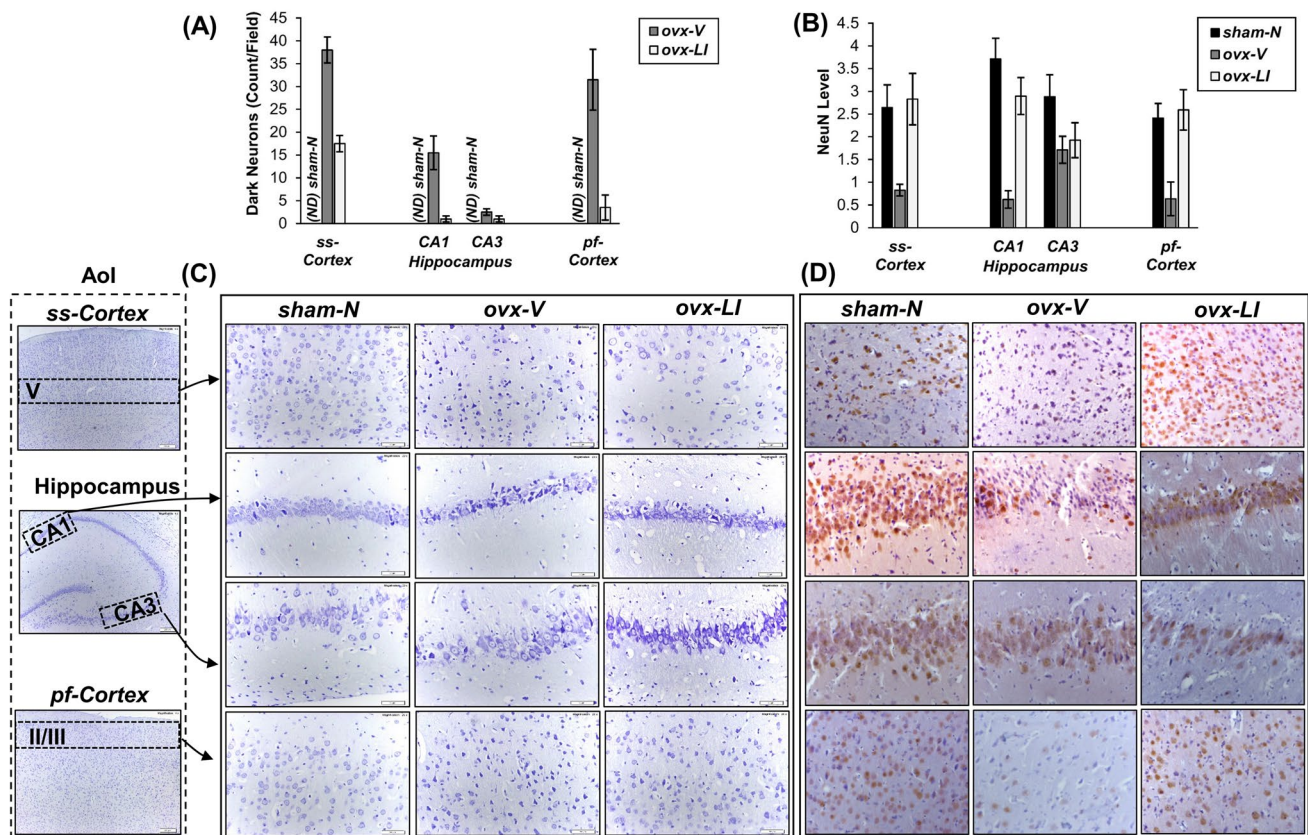 (A)
Dark Neurons (Count/Field)
45
40
35
30
25
20
15
10
5
0
(ND) sham-N
(ND) sham-N
(ND) sham-N
(ND) sham-N
ovx-V
ovx-LI
ss-
Cortex
CA1 CA3
Hippocampus
pf-
Cortex
(B)
NeuN Level
4.5
4
3.5
3
2.5
2
1.5
1
0.5
0
sham-N
ovx-V
ovx-LI
ss-
Cortex
CA1 CA3
Hippocampus
pf-
Cortex
AoI
ss-Cortex
V
Hippocampus
CA1
CA3
pf-Cortex
II/III
(C)
sham-N ovx-V ovx-LI
(D)
sham-N ovx-V ovx-LI